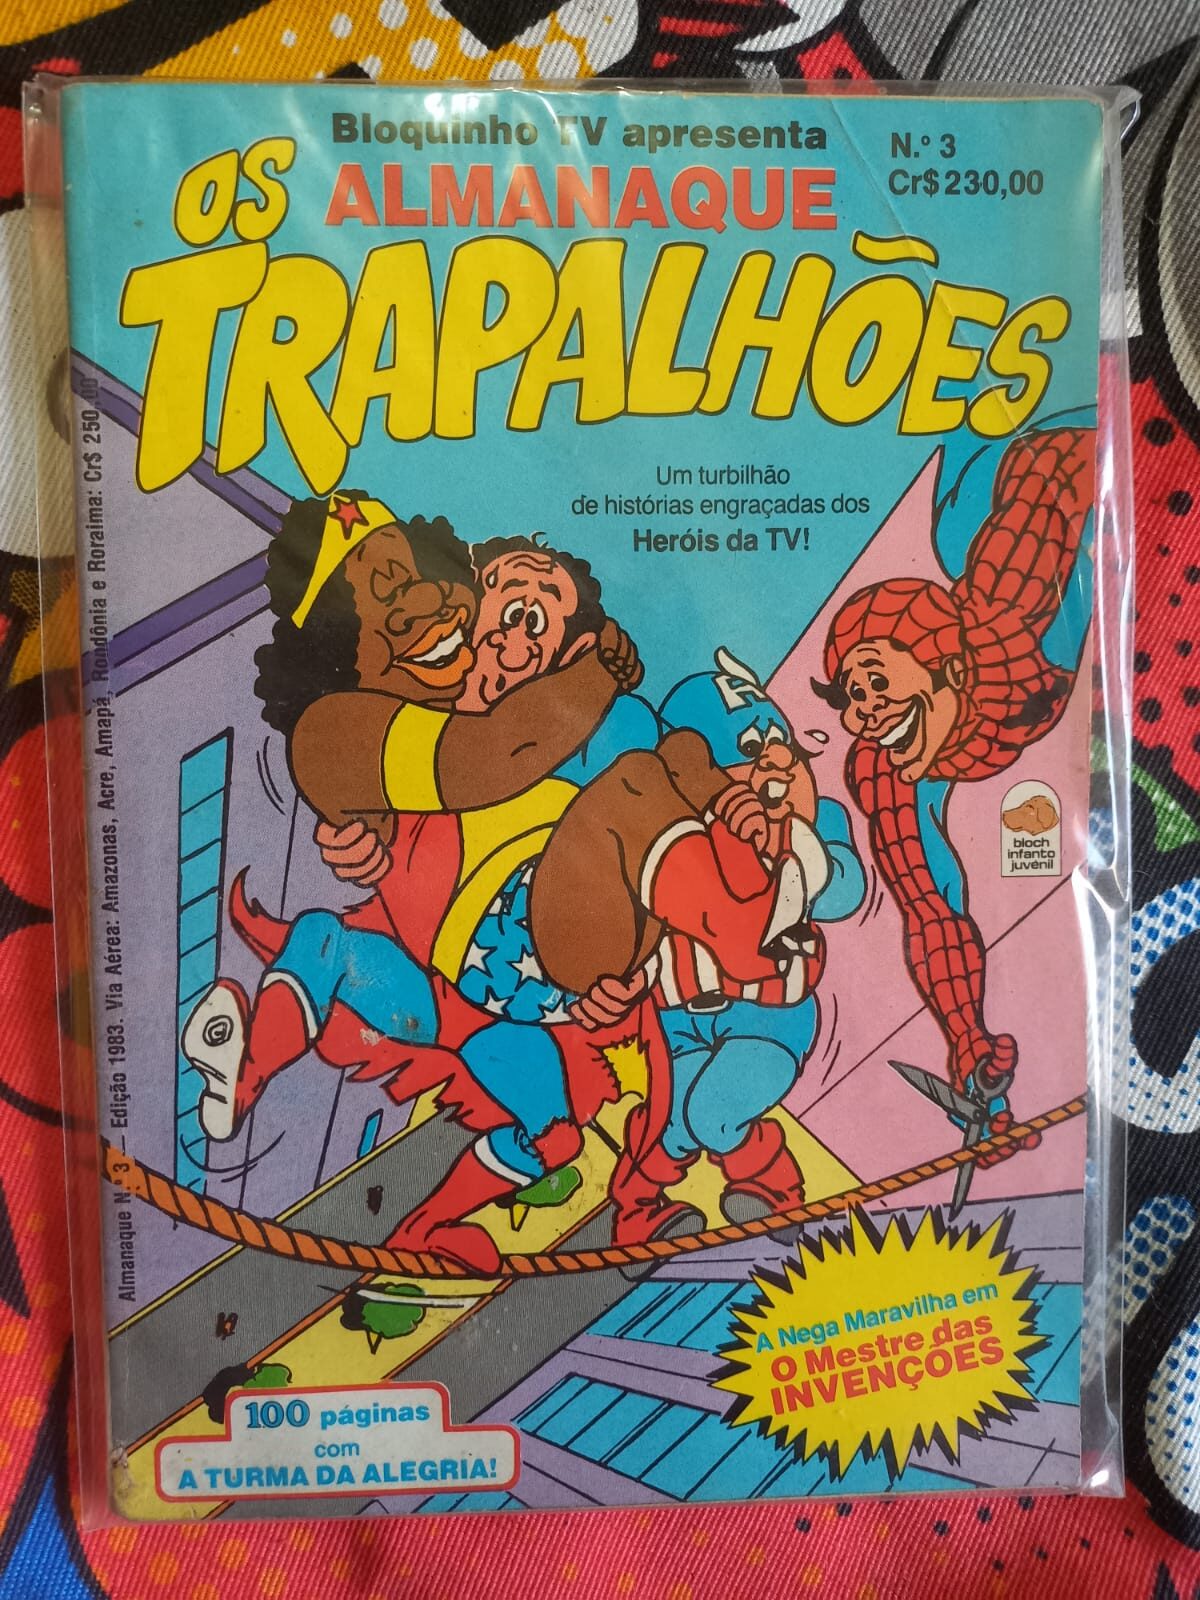 Bloquinho TV apresenta
N.º 3
Cr$ 230,00
ALMANAQUE
OS
TRAPALHÕES
Um turbilhão
de histórias engraçadas dos
Heróis da TV!
A
bloch
infanto
juvenil
C
Almanaque N.º 3 — Edição 1983. Via Aérea: Amazonas, Acre, Amapá, Rondônia e Roraima: Cr$ 250,00
A Nega Maravilha em
O Mestre das
INVENÇÕES
100 páginas
com
A TURMA DA ALEGRIA!